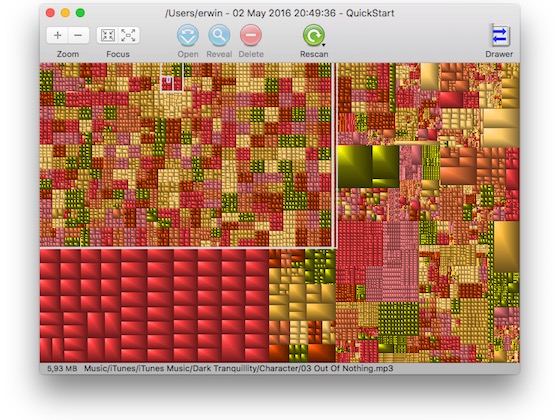 /Users/erwin - 02 May 2016 20:49:36 - QuickStart
Zoom Focus Open Reveal Delete Rescan Drawer
5,93 MB Music/iTunes/iTunes Music/Dark Tranquillity/Character/03 Out Of Nothing.mp3